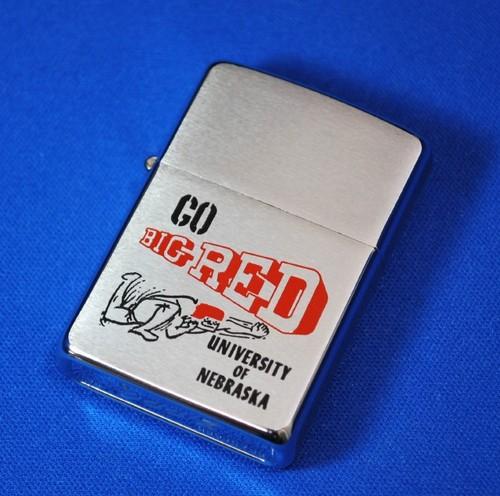 GO
BIG RED
UNIVERSITY
OF
NEBRASKA